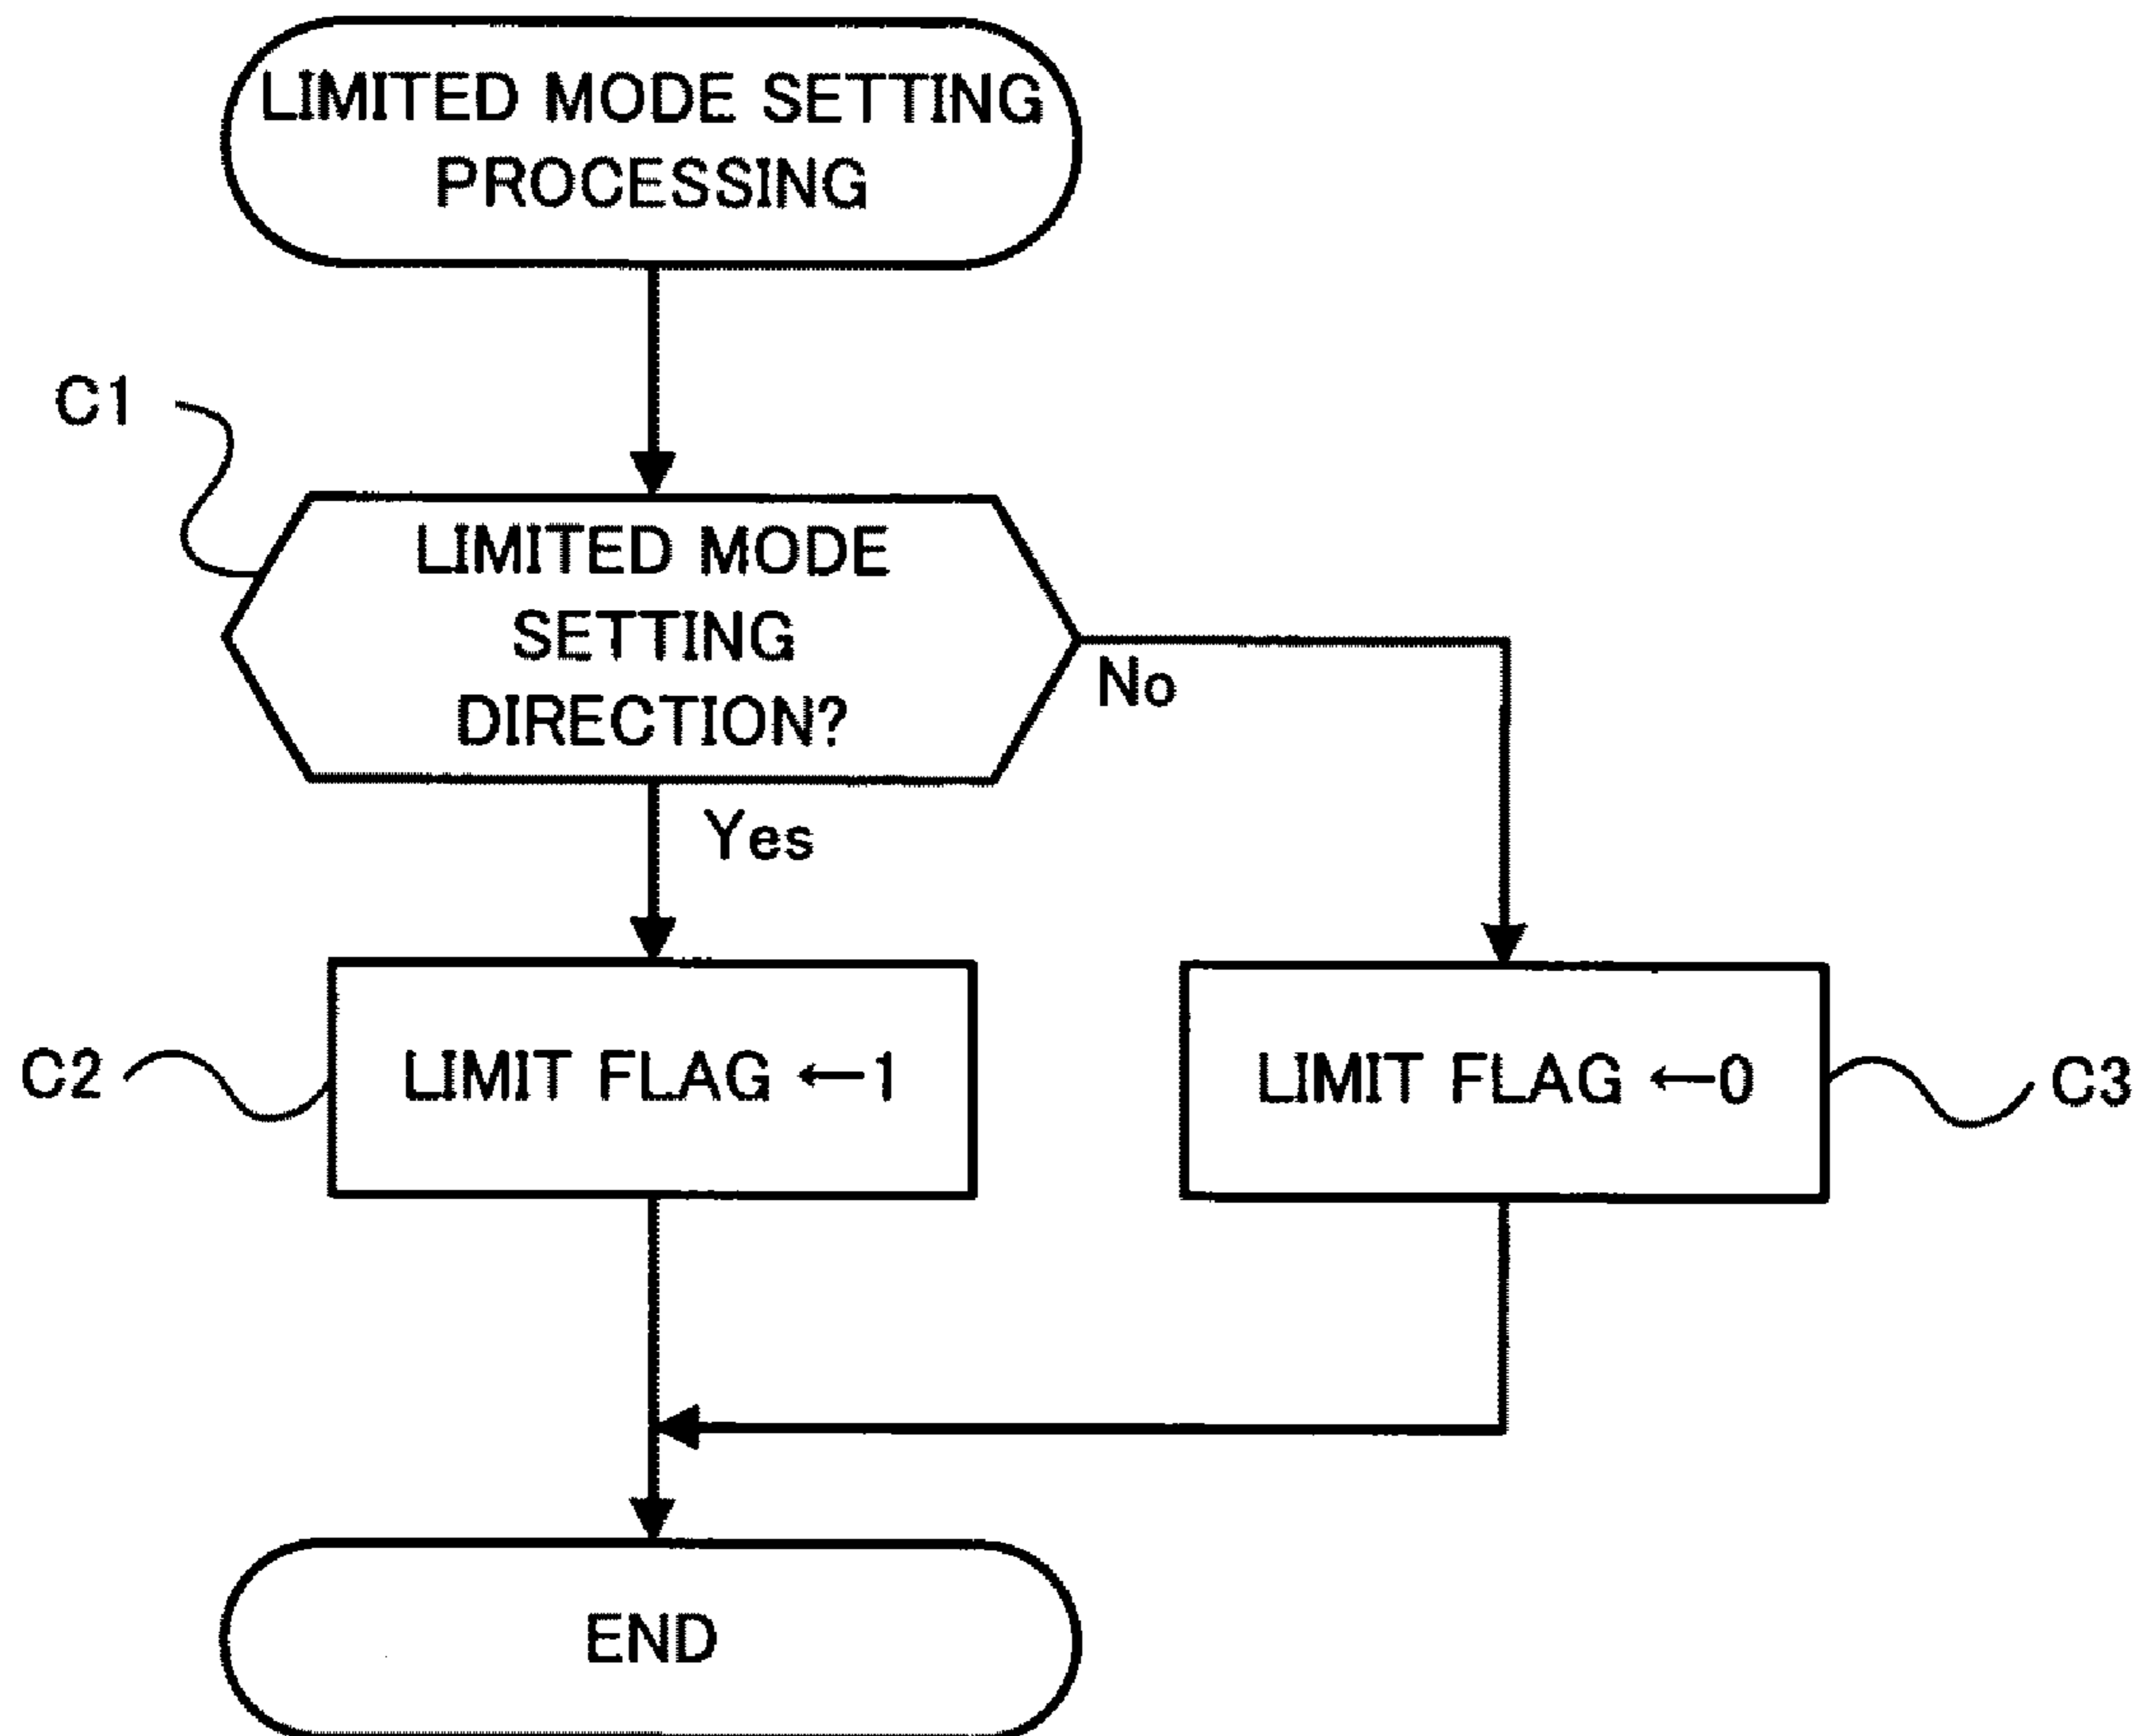 LIMITED MODE SETTING
PROCESSING
C1
LIMITED MODE
SETTING
DIRECTION?
No
Yes
C2
LIMIT FLAG ←1
LIMIT FLAG ←0
C3
END